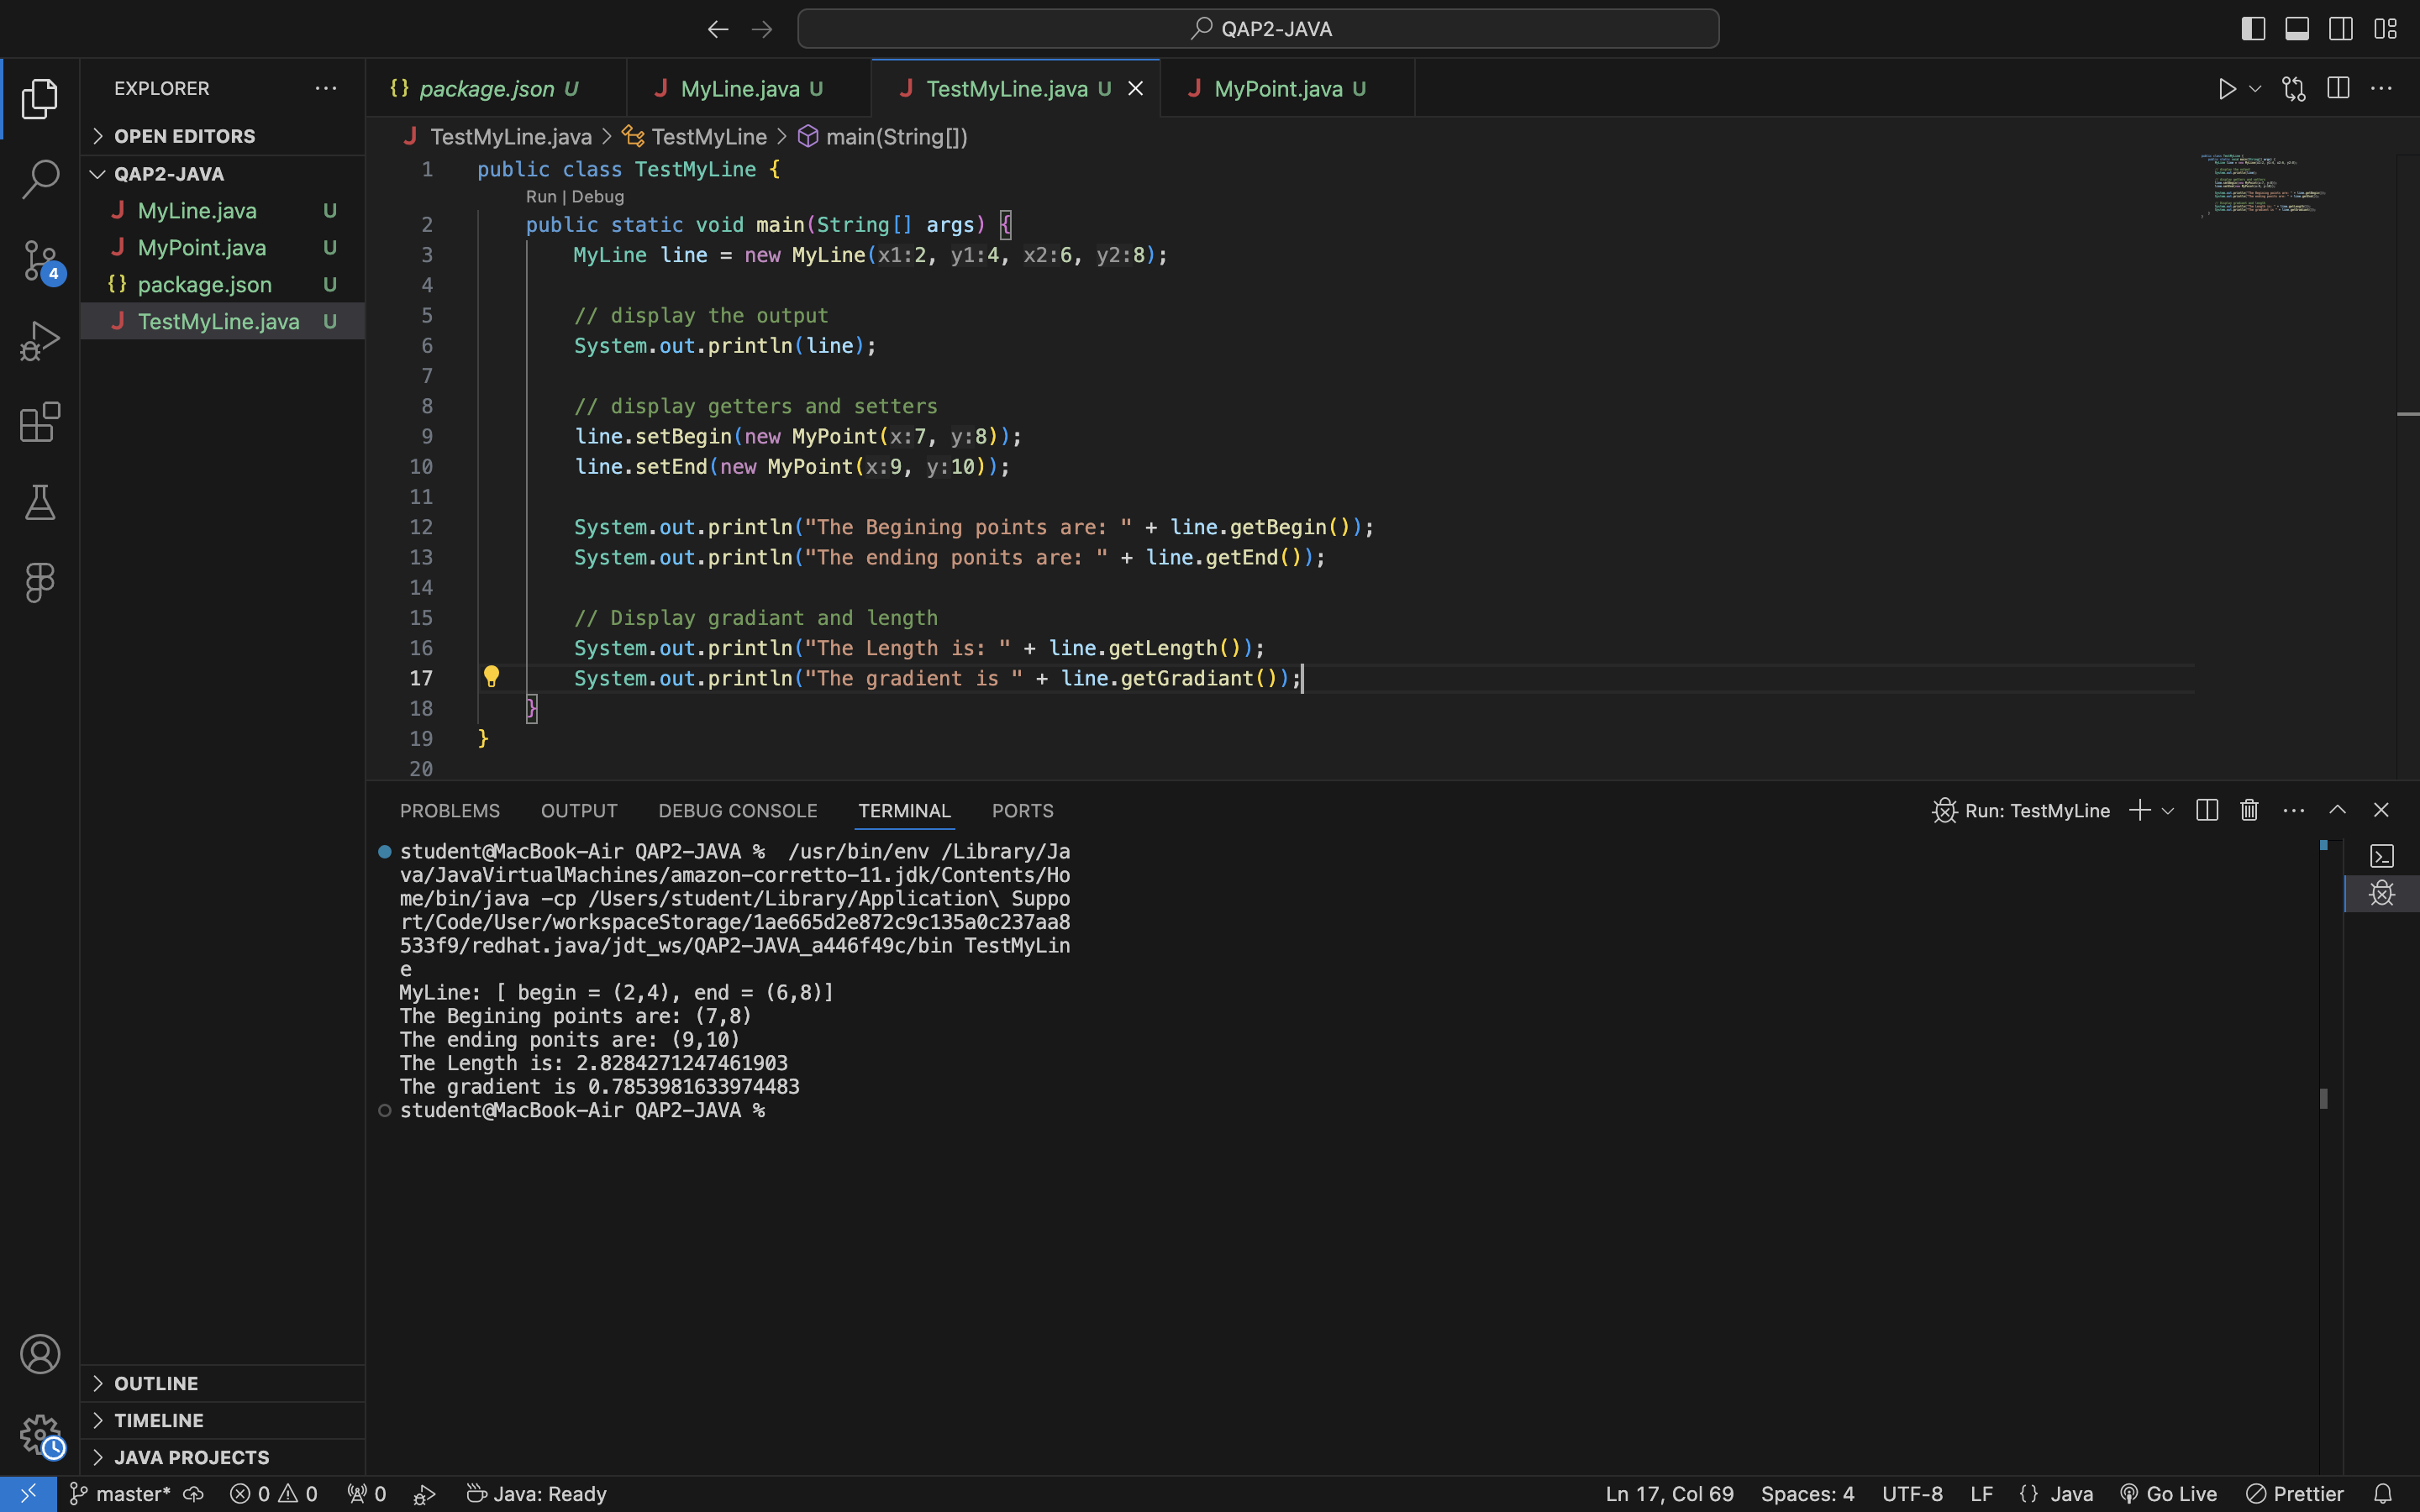 QAP2-JAVA
EXPLORER
OPEN EDITORS
QAP2-JAVA
MyLine.java U
MyPoint.java U
{} package.json U
TestMyLine.java U
OUTLINE
TIMELINE
JAVA PROJECTS
4
{} package.json U
J MyLine.java U
J TestMyLine.java U
J MyPoint.java U
J TestMyLine.java > TestMyLine > main(String[])
1 public class TestMyLine {
Run | Debug
2 public static void main(String[] args) {
3 MyLine line = new MyLine(x1:2, y1:4, x2:6, y2:8);
4
5 // display the output
6 System.out.println(line);
7
8 // display getters and setters
9 line.setBegin(new MyPoint(x:7, y:8));
10 line.setEnd(new MyPoint(x:9, y:10));
11
12 System.out.println("The Begining points are: " + line.getBegin());
13 System.out.println("The ending ponits are: " + line.getEnd());
14
15 // Display gradiant and length
16 System.out.println("The Length is: " + line.getLength());
17 System.out.println("The gradient is " + line.getGradiant());
18 }
19 }
20
PROBLEMS OUTPUT DEBUG CONSOLE TERMINAL PORTS
Run: TestMyLine
student@MacBook-Air QAP2-JAVA %  /usr/bin/env /Library/Ja
va/JavaVirtualMachines/amazon-corretto-11.jdk/Contents/Ho
me/bin/java -cp /Users/student/Library/Application\ Suppo
rt/Code/User/workspaceStorage/1ae665d2e872c9c135a0c237aa8
533f9/redhat.java/jdt_ws/QAP2-JAVA_a446f49c/bin TestMyLin
e
MyLine: [ begin = (2,4), end = (6,8)]
The Begining points are: (7,8)
The ending ponits are: (9,10)
The Length is: 2.8284271247461903
The gradient is 0.7853981633974483
student@MacBook-Air QAP2-JAVA %
master* 0 0 0 Java: Ready
Ln 17, Col 69 Spaces: 4 UTF-8 LF {} Java Go Live Prettier